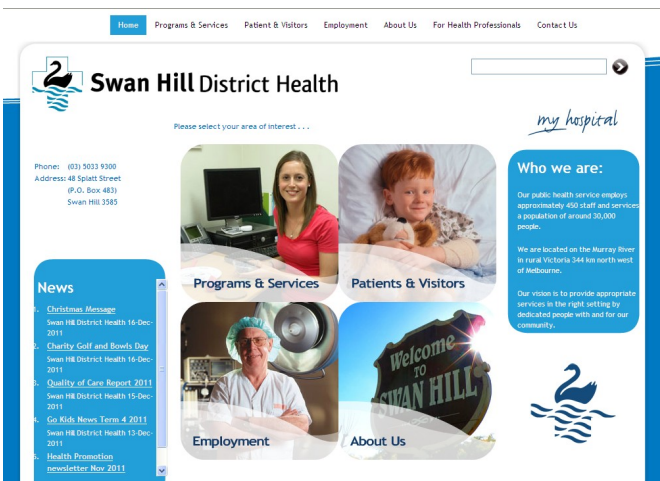 Home Programs & Services Patient & Visitors Employment About Us For Health Professionals Contact Us
Swan Hill District Health
my hospital
Please select your area of interest . . .
Phone: (03) 5033 9300
Address: 48 Splatt Street
(P.O. Box 483)
Swan Hill 3585
News
1. Christmas Message
Swan Hill District Health 16-Dec-
2011
2. Charity Golf and Bowls Day
Swan Hill District Health 16-Dec-
2011
3. Quality of Care Report 2011
Swan Hill District Health 15-Dec-
2011
4. Go Kids News Term 4 2011
Swan Hill District Health 13-Dec-
2011
5. Health Promotion
newsletter Nov 2011
Programs & Services
Patients & Visitors
Employment
Welcome
TO
SWAN HILL
About Us
Who we are:
Our public health service employs
approximately 450 staff and services
a population of around 30,000
people.
We are located on the Murray River
in rural Victoria 344 km north west
of Melbourne.
Our vision is to provide appropriate
services in the right setting by
dedicated people with and for our
community.